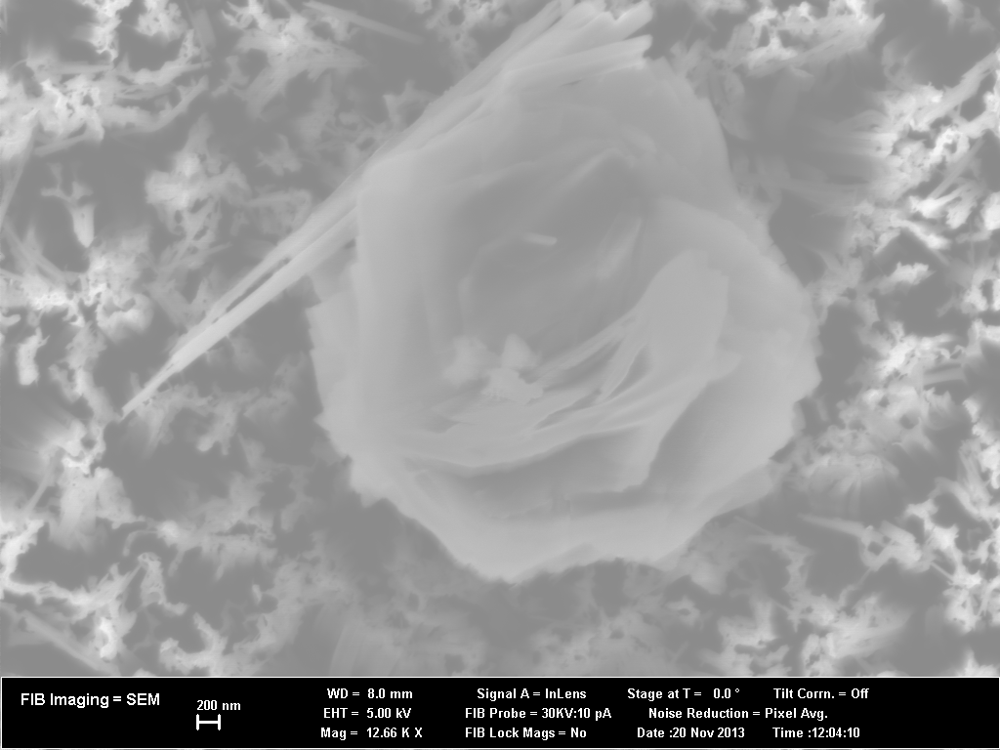 FIB Imaging = SEM
200 nm
WD = 8.0 mm
EHT = 5.00 kV
Mag = 12.66 K X
Signal A = InLens
FIB Probe = 30KV:10 pA
FIB Lock Mags = No
Stage at T = 0.0 °
Tilt Corrn. = Off
Noise Reduction = Pixel Avg.
Date :20 Nov 2013
Time :12:04:10